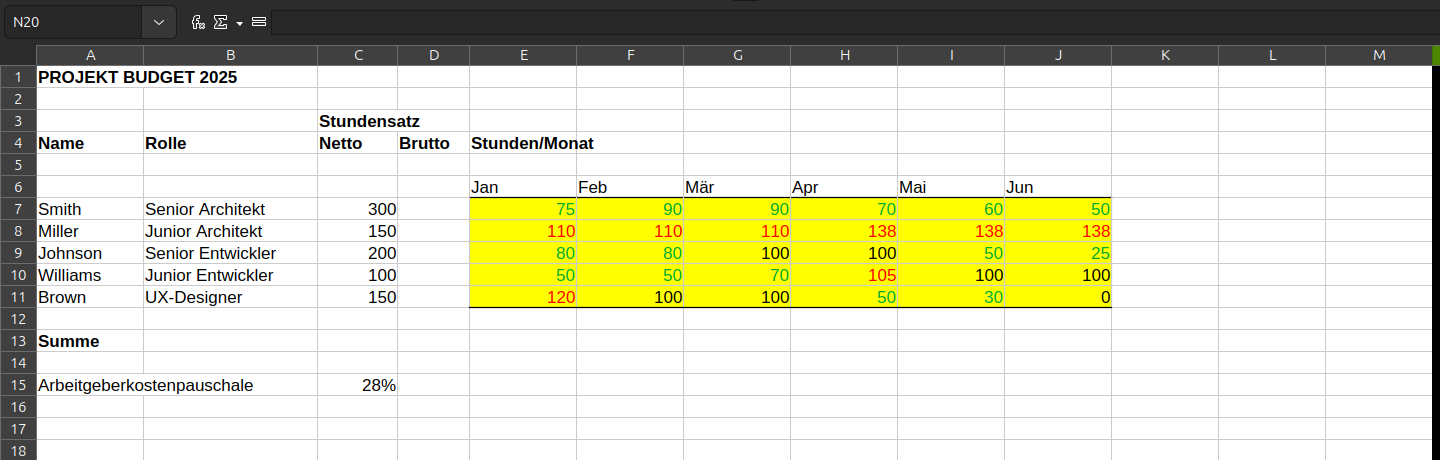 N20
A B C D E F G H I J K L M
1 PROJEKT BUDGET 2025
2
3 Stundensatz
4 Name Rolle Netto Brutto Stunden/Monat
5
6 Jan Feb Mär Apr Mai Jun
7 Smith Senior Architekt 300 75 90 90 70 60 50
8 Miller Junior Architekt 150 110 110 110 138 138 138
9 Johnson Senior Entwickler 200 80 80 100 100 50 25
10 Williams Junior Entwickler 100 50 50 70 105 100 100
11 Brown UX-Designer 150 120 100 100 50 30 0
12
13 Summe
14
15 Arbeitgeberkostenpauschale 28%
16
17
18